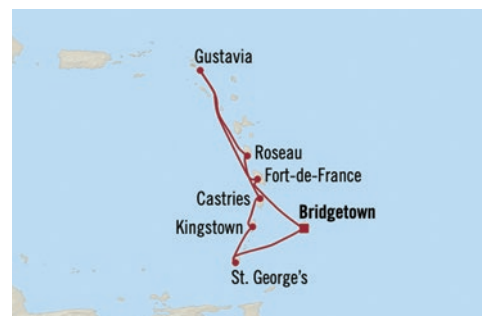 Gustavia
Roseau
Fort-de-France
Castries
Bridgetown
Kingstown
St. George's